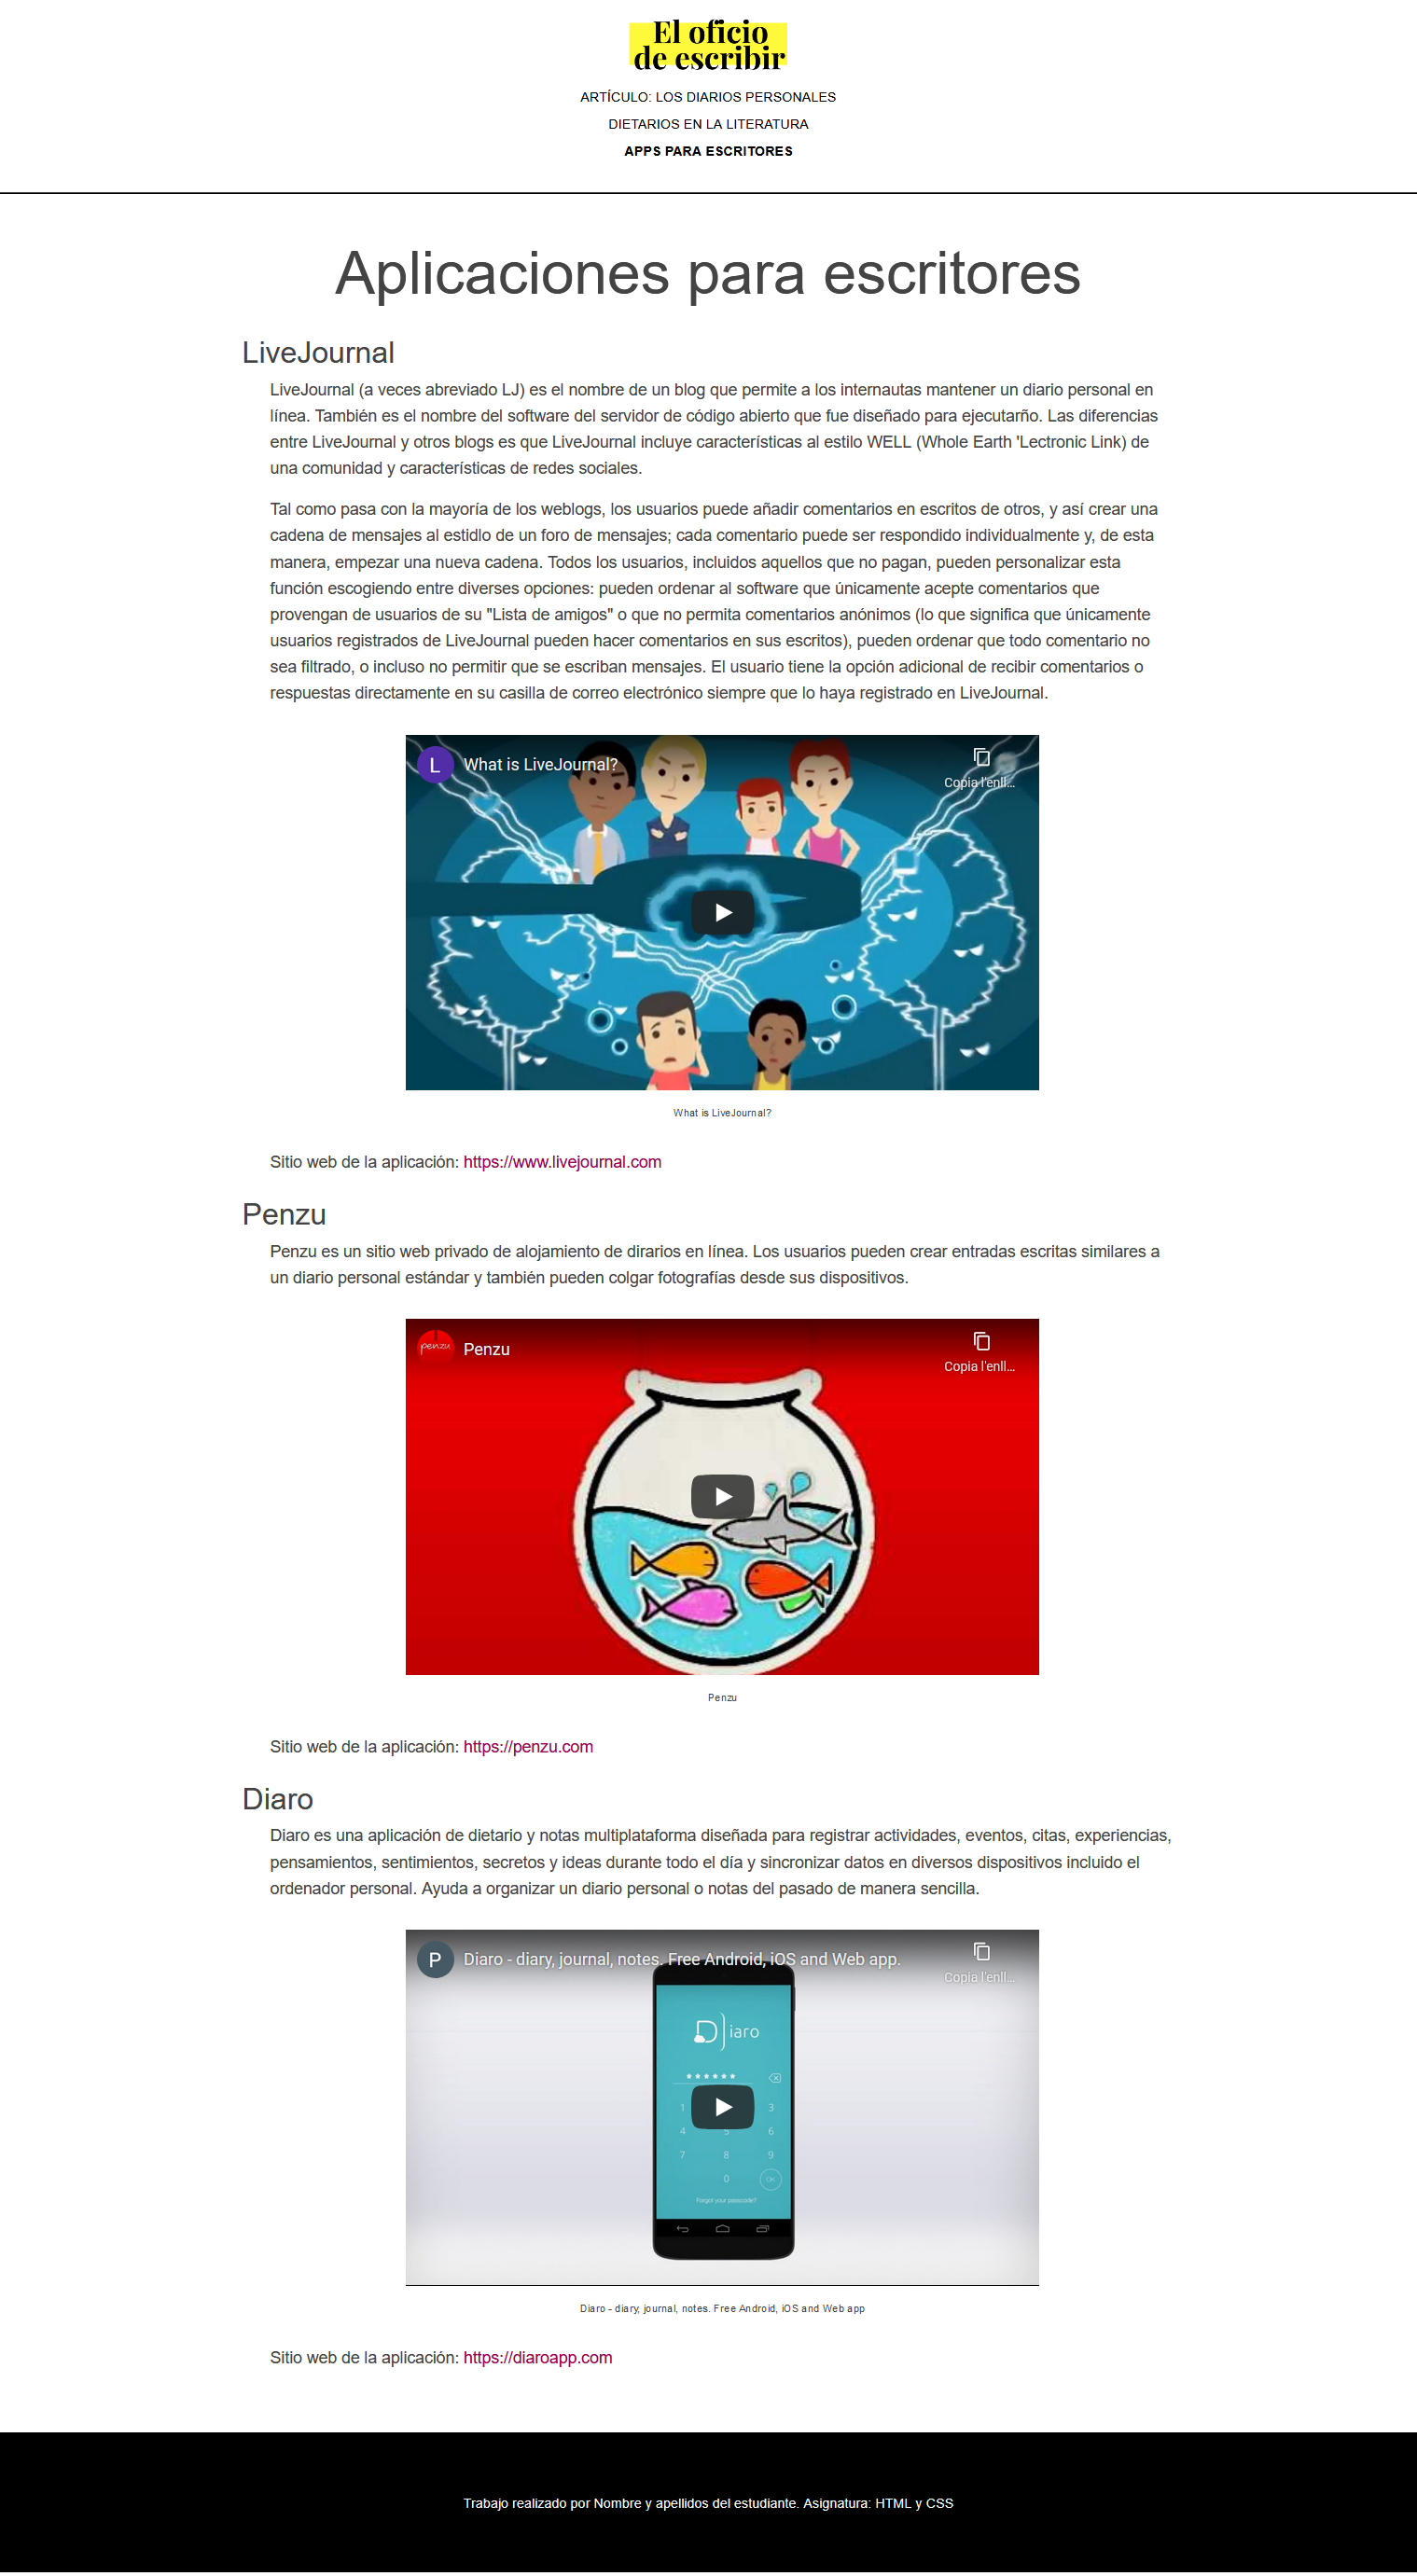 El oficio
de escribir
ARTÍCULO: LOS DIARIOS PERSONALES
DIETARIOS EN LA LITERATURA
APPS PARA ESCRITORES
Aplicaciones para escritores
LiveJournal
LiveJournal (a veces abreviado LJ) es el nombre de un blog que permite a los internautas mantener un diario personal en
línea. También es el nombre del software del servidor de código abierto que fue diseñado para ejecutarño. Las diferencias
entre LiveJournal y otros blogs es que LiveJournal incluye características al estilo WELL (Whole Earth 'Lectronic Link) de
una comunidad y características de redes sociales.
Tal como pasa con la mayoría de los weblogs, los usuarios puede añadir comentarios en escritos de otros, y así crear una
cadena de mensajes al estidlo de un foro de mensajes; cada comentario puede ser respondido individualmente y, de esta
manera, empezar una nueva cadena. Todos los usuarios, incluidos aquellos que no pagan, pueden personalizar esta
función escogiendo entre diversas opciones: pueden ordenar al software que únicamente acepte comentarios que
provengan de usuarios de su "Lista de amigos" o que no permita comentarios anónimos (lo que significa que únicamente
usuarios registrados de LiveJournal pueden hacer comentarios en sus escritos), pueden ordenar que todo comentario no
sea filtrado, o incluso no permitir que se escriban mensajes. El usuario tiene la opción adicional de recibir comentarios o
respuestas directamente en su casilla de correo electrónico siempre que lo haya registrado en LiveJournal.
L What is LiveJournal?
Copia l'enll...
What is LiveJournal?
Sitio web de la aplicación: https://www.livejournal.com
Penzu
Penzu es un sitio web privado de alojamiento de dirarios en línea. Los usuarios pueden crear entradas escritas similares a
un diario personal estándar y también pueden colgar fotografías desde sus dispositivos.
penzu Penzu
Copia l'enll...
Penzu
Sitio web de la aplicación: https://penzu.com
Diaro
Diaro es una aplicación de dietario y notas multiplataforma diseñada para registrar actividades, eventos, citas, experiencias,
pensamientos, sentimientos, secretos y ideas durante todo el día y sincronizar datos en diversos dispositivos incluido el
ordenador personal. Ayuda a organizar un diario personal o notas del pasado de manera sencilla.
P Diaro - diary, journal, notes. Free Android, iOS and Web app.
Copia l'enll...
Diaro
******
1 3
4 5 6
7 8 9
0 OK
Forgot your passcode?
Diaro - diary, journal, notes. Free Android, iOS and Web app
Sitio web de la aplicación: https://diaroapp.com
Trabajo realizado por Nombre y apellidos del estudiante. Asignatura: HTML y CSS